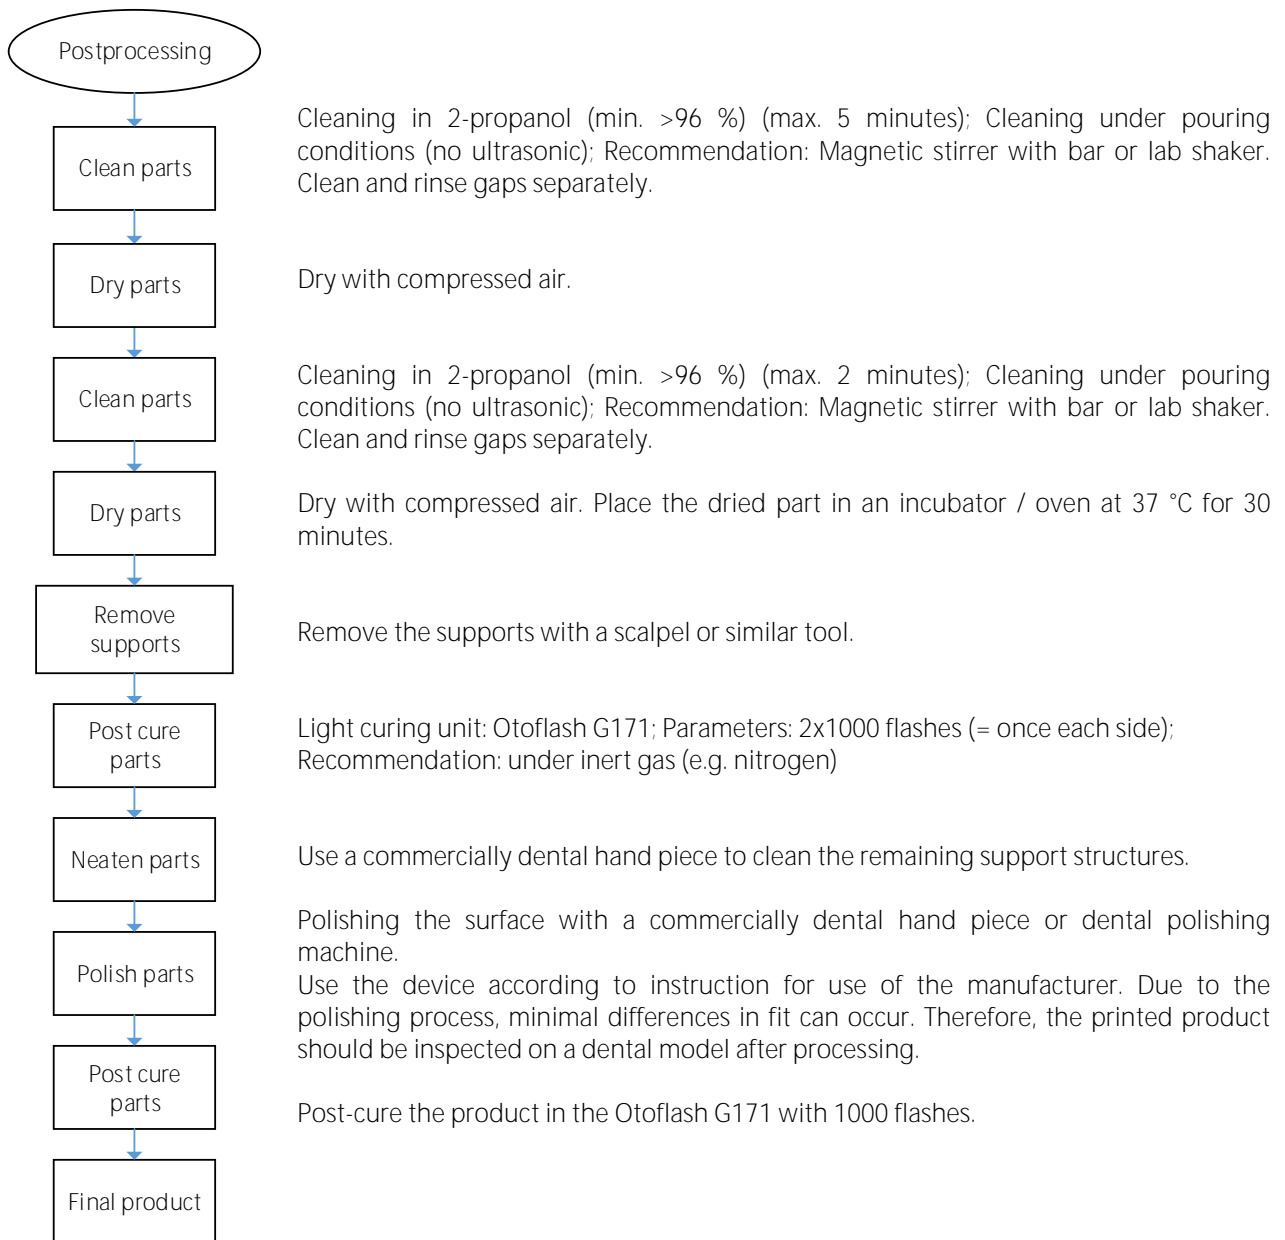 Postprocessing
Clean parts
Cleaning in 2-propanol (min. >96 %) (max. 5 minutes); Cleaning under pouring
conditions (no ultrasonic); Recommendation: Magnetic stirrer with bar or lab shaker.
Clean and rinse gaps separately.
Dry parts
Dry with compressed air.
Clean parts
Cleaning in 2-propanol (min. >96 %) (max. 2 minutes); Cleaning under pouring
conditions (no ultrasonic); Recommendation: Magnetic stirrer with bar or lab shaker.
Clean and rinse gaps separately.
Dry parts
Dry with compressed air. Place the dried part in an incubator / oven at 37 °C for 30
minutes.
Remove
supports
Remove the supports with a scalpel or similar tool.
Post cure
parts
Light curing unit: Otoflash G171; Parameters: 2x1000 flashes (= once each side);
Recommendation: under inert gas (e.g. nitrogen)
Neaten parts
Use a commercially dental hand piece to clean the remaining support structures.
Polish parts
Polishing the surface with a commercially dental hand piece or dental polishing
machine.
Use the device according to instruction for use of the manufacturer. Due to the
polishing process, minimal differences in fit can occur. Therefore, the printed product
should be inspected on a dental model after processing.
Post cure
parts
Post-cure the product in the Otoflash G171 with 1000 flashes.
Final product